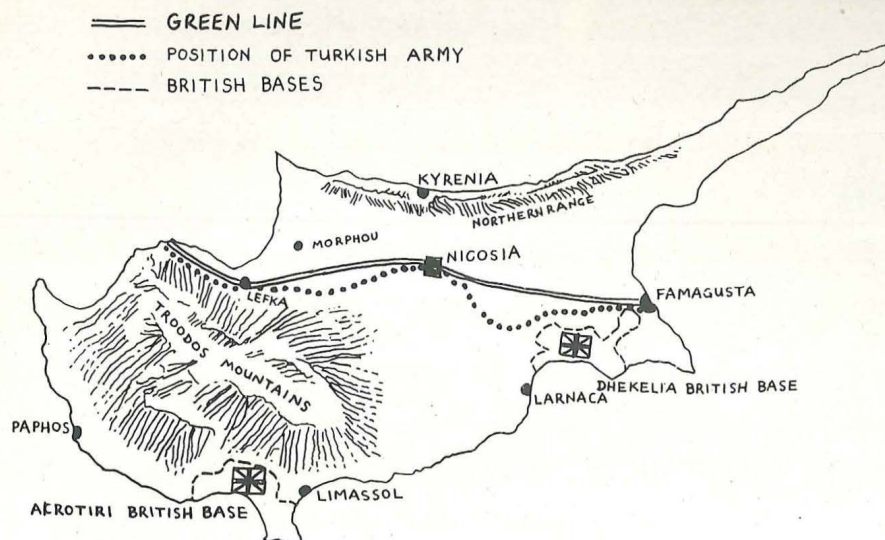 GREEN LINE
POSITION OF TURKISH ARMY
BRITISH BASES
KYRENIA
NORTHERN RANGE
MORPHOU
NICOSIA
LEFKA
FAMAGUSTA
TROODOS MOUNTAINS
DHEKELIA BRITISH BASE
LARNACA
PAPHOS
LIMASSOL
AKROTIRI BRITISH BASE